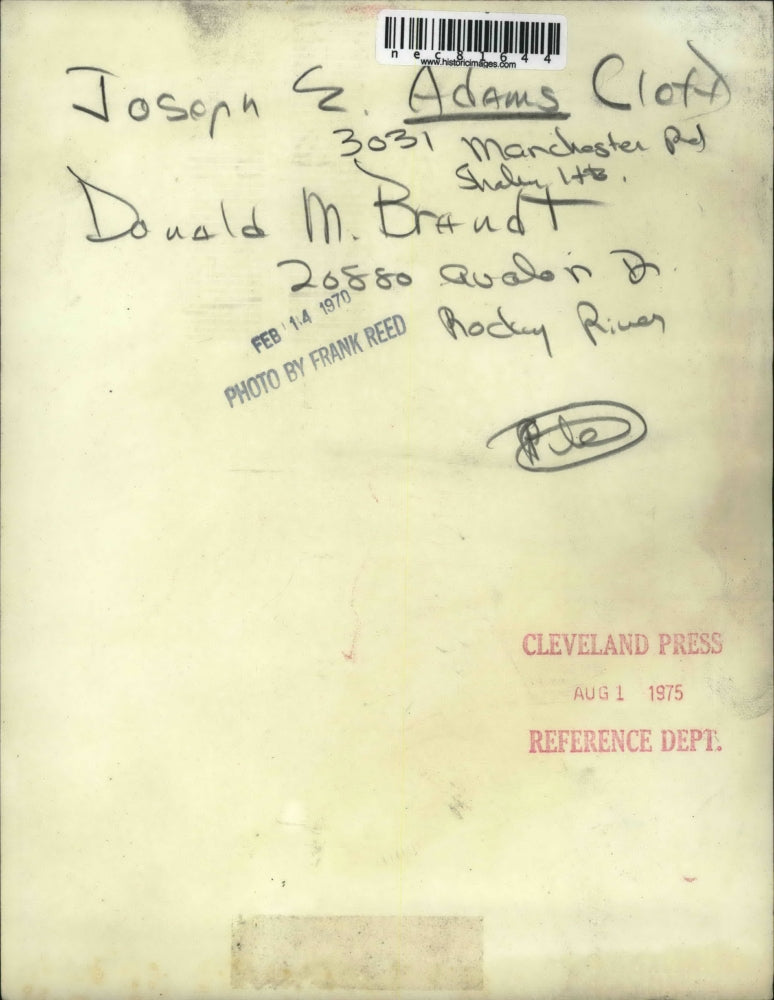 nec81644
www.historicimages.com
Joseph E. Adams (left)
3031 Manchester Rd
Shaker Hts.
Donald M. Brandt
20880 Avalon Dr.
Rocky River
FEB 14 1970
PHOTO BY FRANK REED
File
CLEVELAND PRESS
AUG 1 1975
REFERENCE DEPT.